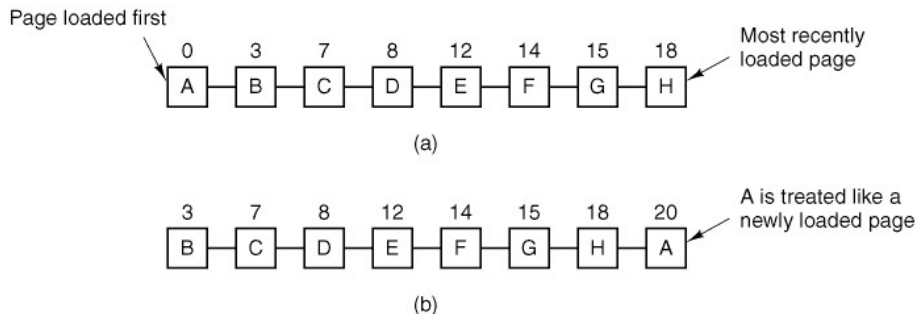 Page loaded first
0 3 7 8 12 14 15 18
Most recently
loaded page
A B C D E F G H
(a)
3 7 8 12 14 15 18 20
A is treated like a
newly loaded page
B C D E F G H A
(b)